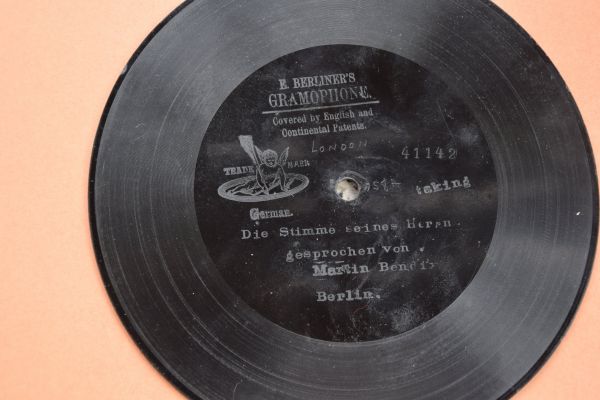 E. BERLINER'S
GRAMOPHONE.
Covered by English and
Continental Patents.
LONDON
41142
TRADE MARK
taking
German.
Die Stimme seines Herrn
gesprochen von
Martin
Berlin.